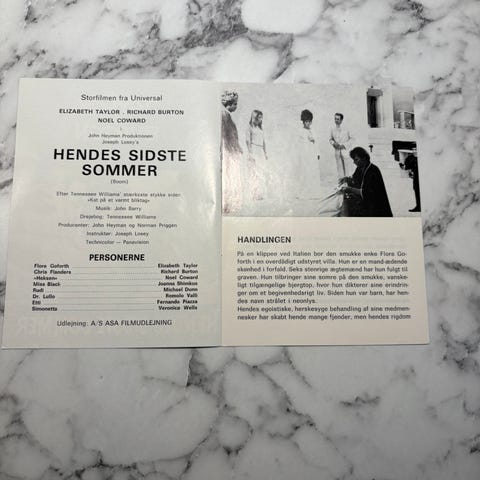 Storfilmen fra Universal
ELIZABETH TAYLOR . RICHARD BURTON
NOEL COWARD
i
John Heyman Produktionen
Joseph Losey's
HENDES SIDSTE
SOMMER
(Boom)
Efter Tennessee Williams' stærkeste stykke siden
»Kat på et varmt bliktag«
Musik: John Barry
Drejebog: Tennessee Williams
Producenter: John Heyman og Norman Priggen
Instruktør: Joseph Losey
Technicolor — Panavision
PERSONERNE
Flora Goforth Elizabeth Taylor
Chris Flanders Richard Burton
»Heksen« Noel Coward
Miss Black Joanna Shimkus
Rudi Michael Dunn
Dr. Lullo Romolo Valli
Etti Fernando Piazza
Simonetta Veronica Wells
Udlejning: A/S ASA FILMUDLEJNING
HANDLINGEN
På en klippeø ved Italien bor den smukke enke Flora Go-
forth i en overdådigt udstyret villa. Hun er en mand-ædende
skønhed i forfald. Seks stenrige ægtemænd har hun fulgt til
graven. Hun tilbringer sine somre på den smukke, vanske-
ligt tilgængelige bjergtop, hvor hun dikterer sine erindrin-
ger om et begivenhedsrigt liv. Siden hun var barn, har hen-
des navn strålet i neonlys.
Hendes egoistiske, herskesyge behandling af sine medmen-
nesker har skabt hende mange fjender, men hendes rigdom